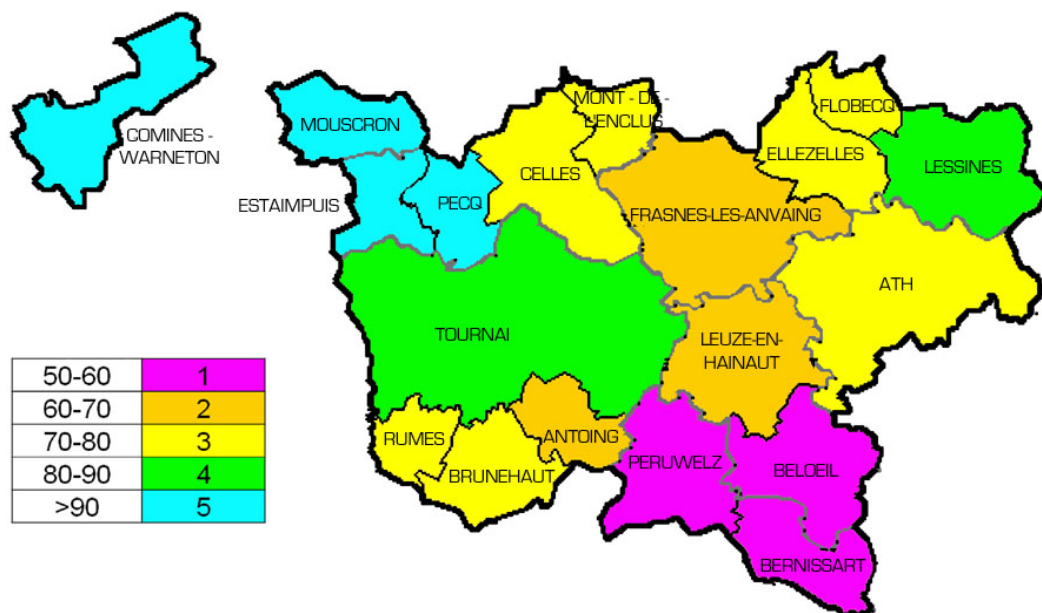 COMINES -
WARNETON
MOUSCRON
ESTAIMPUIS
PECQ
CELLES
MONT - DE -
L'ENCLUS
FLOBECQ
ELLEZELLES
LESSINES
FRASNES-LES-ANVAING
ATH
TOURNAI
LEUZE-EN-
HAINAUT
RUMES
BRUNEHAUT
ANTOING
PERUWELZ
BELOEIL
BERNISSART
50-60 1
60-70 2
70-80 3
80-90 4
>90 5